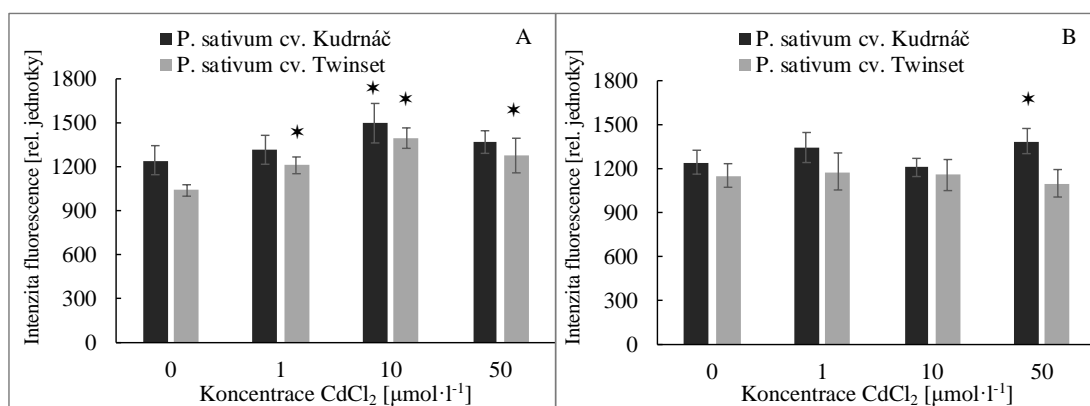 P. sativum cv. Kudrnáč
A
P. sativum cv. Twinset
Intenzita fluorescence [rel. jednotky]
1800
1500
1200
900
600
300
0
0 1 10 50
Koncentrace CdCl₂ [µmol·l⁻¹]
P. sativum cv. Kudrnáč
B
P. sativum cv. Twinset
Intenzita fluorescence [rel. jednotky]
1800
1500
1200
900
600
300
0
0 1 10 50
Koncentrace CdCl₂ [µmol·l⁻¹]